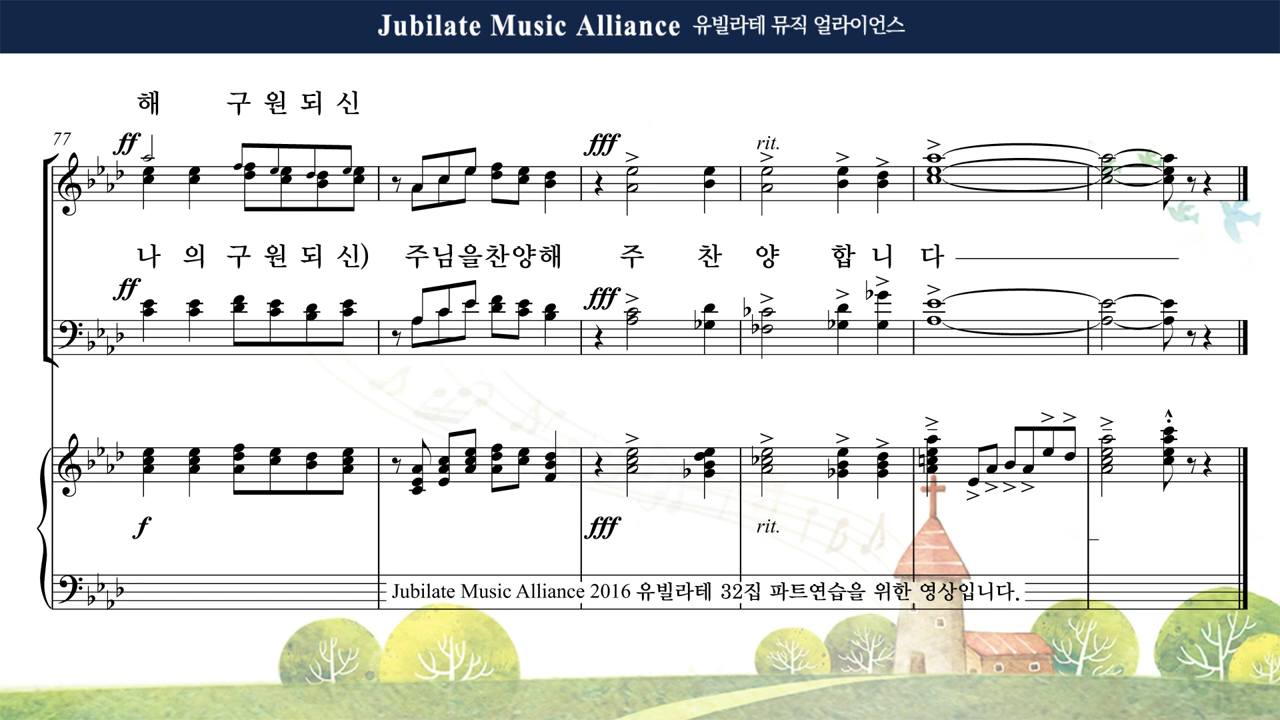 Jubilate Music Alliance 유빌라테 뮤직 얼라이언스
해 구 원 되 신
77
ff
fff
rit.
나 의 구 원 되 신) 주님을찬양해 주 찬 양 합 니 다
ff
fff
f
fff
rit.
Jubilate Music Alliance 2016 유빌라테 32집 파트연습을 위한 영상입니다.